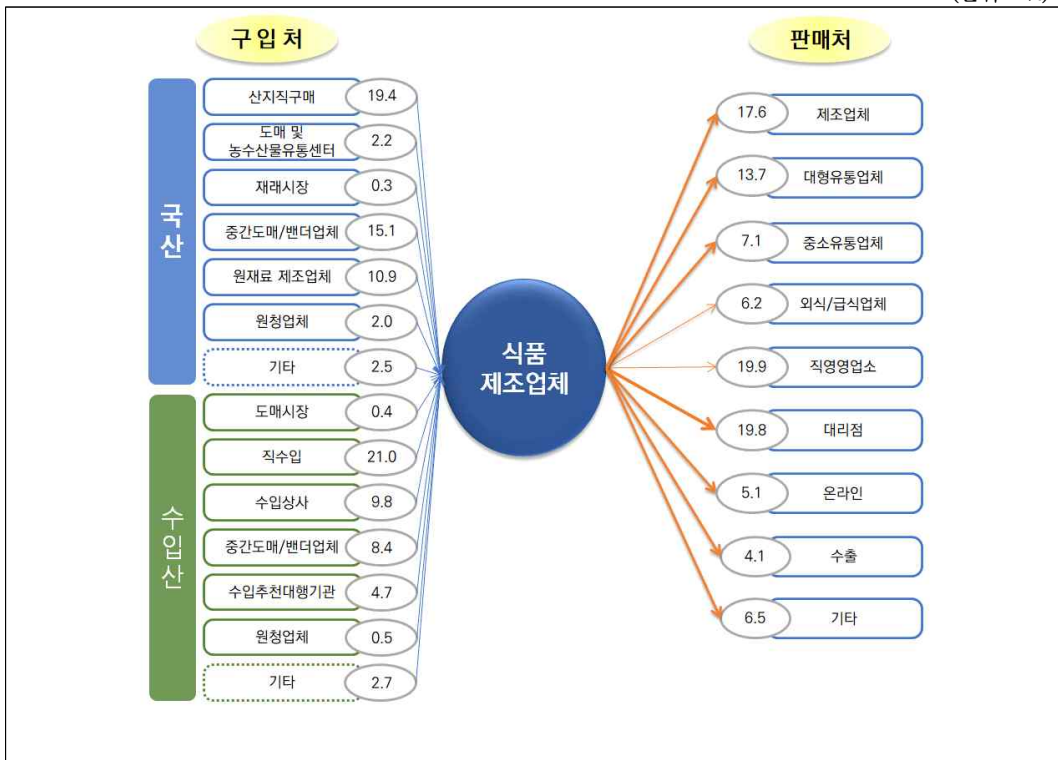 구입처
판매처
국산
산지직구매 19.4
도매 및
농수산물유통센터 2.2
재래시장 0.3
중간도매/밴더업체 15.1
원재료 제조업체 10.9
원청업체 2.0
기타 2.5
수입산
도매시장 0.4
직수입 21.0
수입상사 9.8
중간도매/밴더업체 8.4
수입추천대행기관 4.7
원청업체 0.5
기타 2.7
식품
제조업체
17.6 제조업체
13.7 대형유통업체
7.1 중소유통업체
6.2 외식/급식업체
19.9 직영영업소
19.8 대리점
5.1 온라인
4.1 수출
6.5 기타